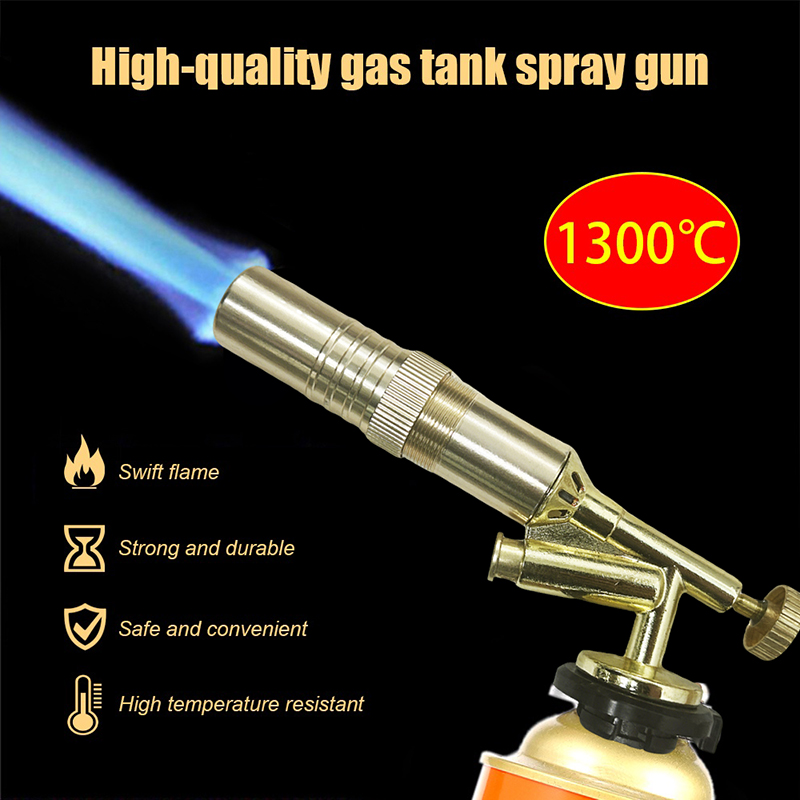 High-quality gas tank spray gun
1300℃
Swift flame
Strong and durable
Safe and convenient
High temperature resistant